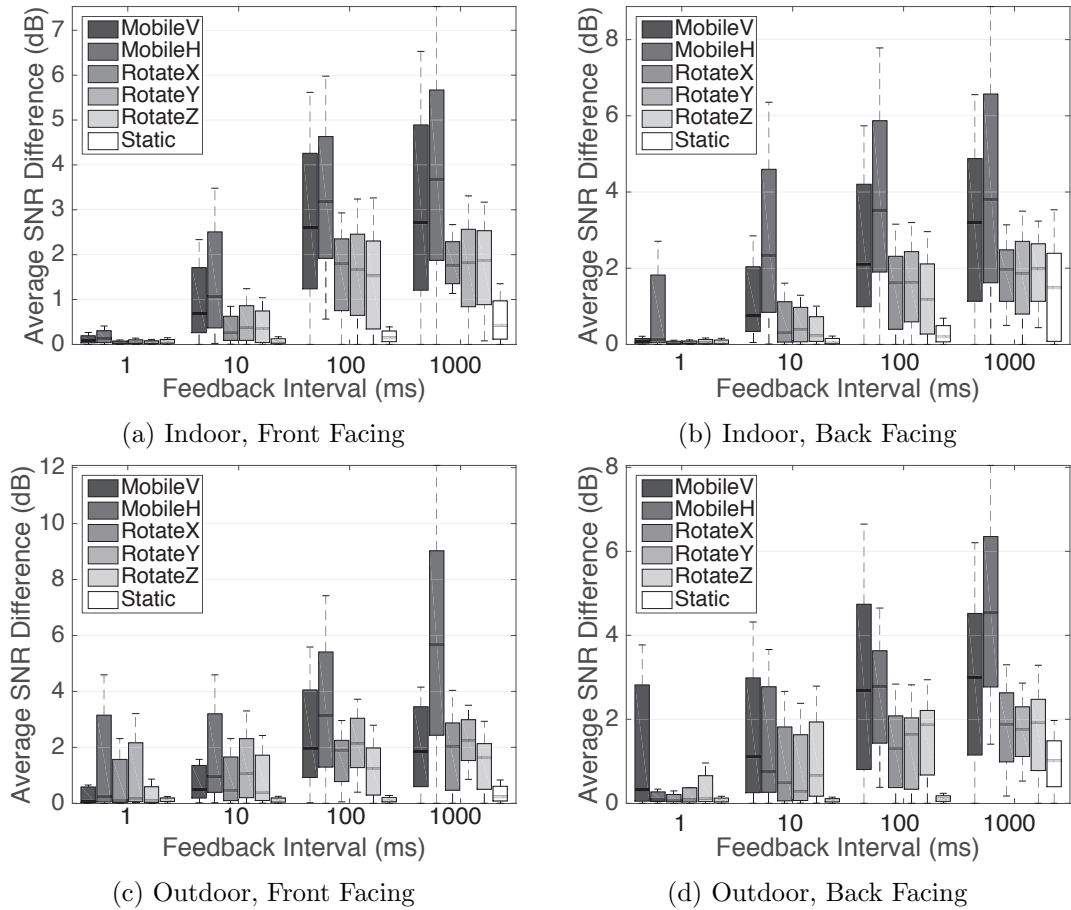 Average SNR Difference (dB)
7
6
5
4
3
2
1
0
MobileV
MobileH
RotateX
RotateY
RotateZ
Static
1 10 100 1000
Feedback Interval (ms)
(a) Indoor, Front Facing
Average SNR Difference (dB)
8
6
4
2
0
MobileV
MobileH
RotateX
RotateY
RotateZ
Static
1 10 100 1000
Feedback Interval (ms)
(b) Indoor, Back Facing
Average SNR Difference (dB)
12
10
8
6
4
2
0
MobileV
MobileH
RotateX
RotateY
RotateZ
Static
1 10 100 1000
Feedback Interval (ms)
(c) Outdoor, Front Facing
Average SNR Difference (dB)
8
6
4
2
0
MobileV
MobileH
RotateX
RotateY
RotateZ
Static
1 10 100 1000
Feedback Interval (ms)
(d) Outdoor, Back Facing